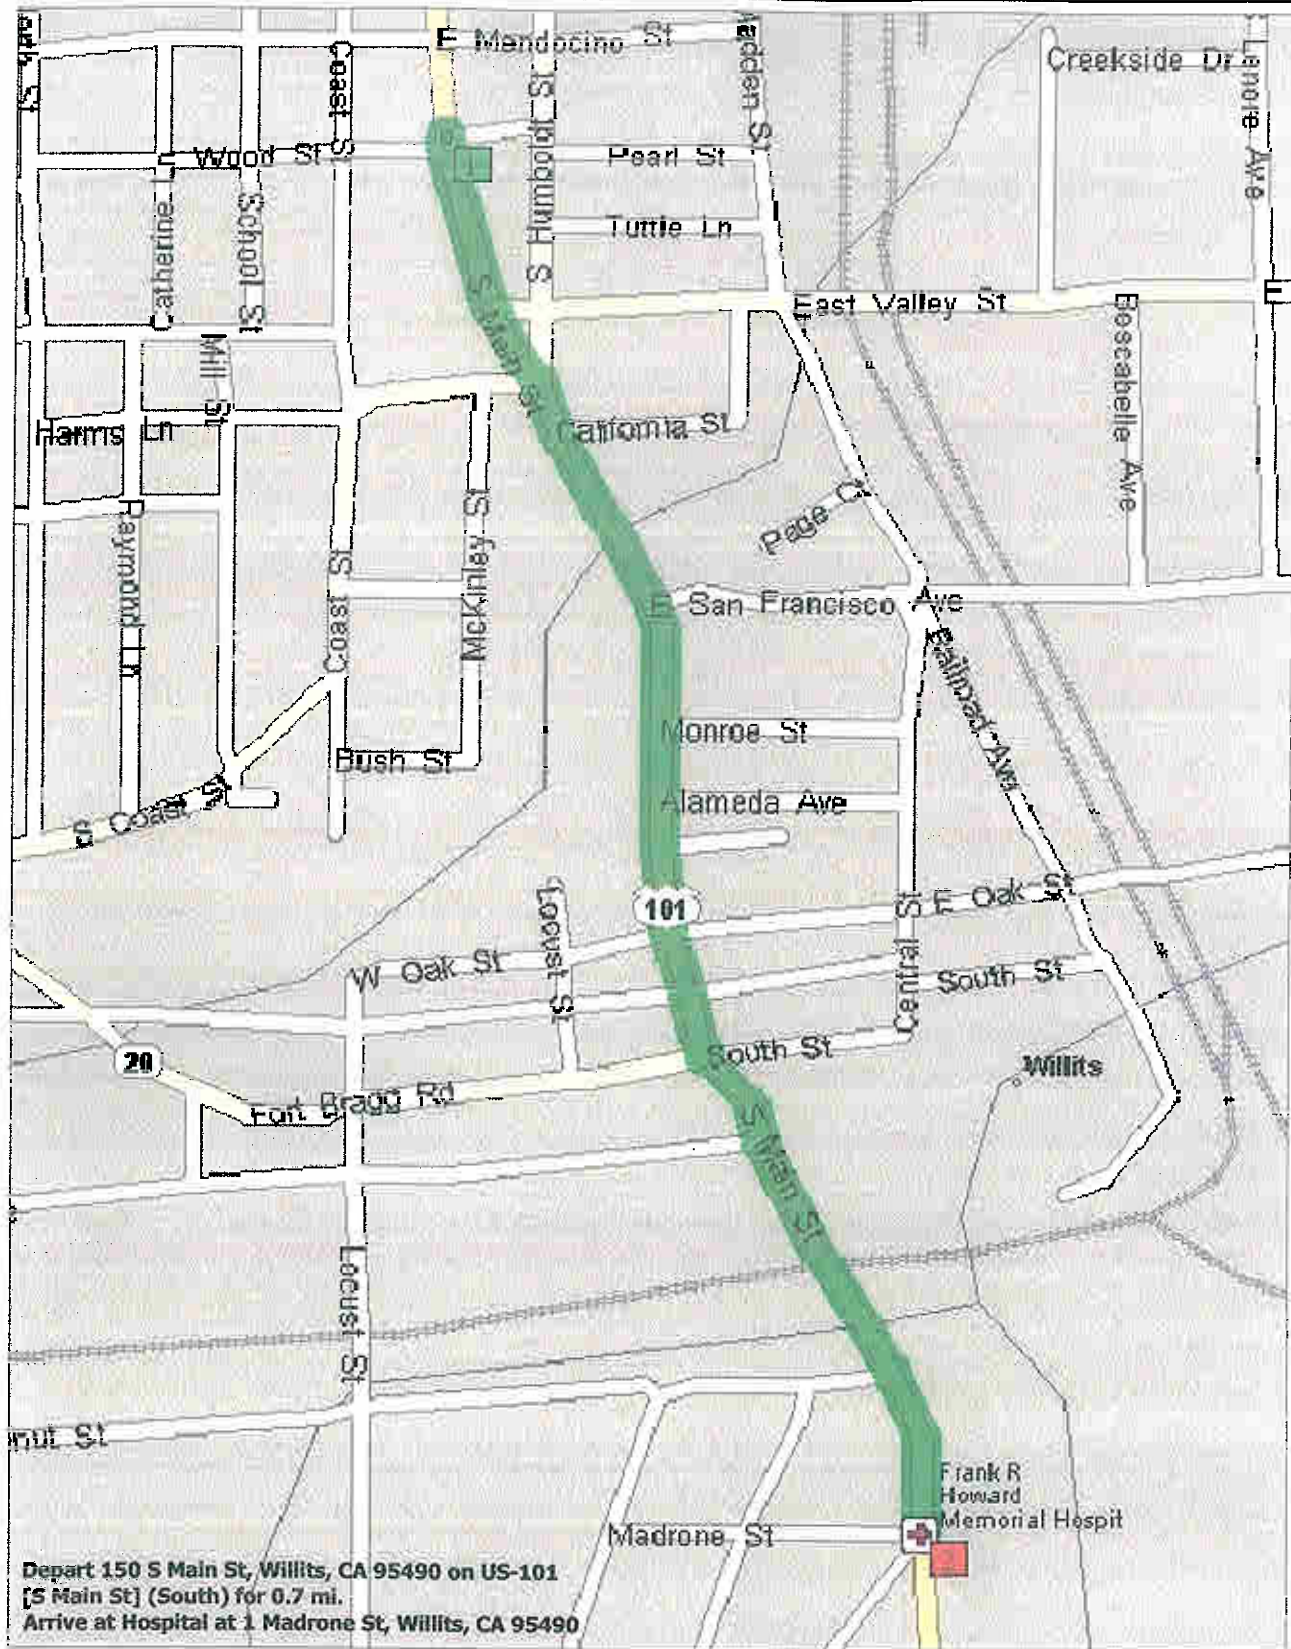 E Mendocino St
Creekside Dr
Lenore Ave
Coast St
Wood St
S Humboldt St
Pearl St
Tuttle Ln
School St
S Main St
East Valley St
E
Boscabelle Ave
Mill St
Harms Ln
California St
Page Ct
Raymond Ln
Coast St
McKinley St
E San Francisco Ave
Railroad Ave
Monroe St
Bush St
Alameda Ave
S Coast St
101
Locust St
E Oak St
W Oak St
Central St
South St
20
South St
Willits
Fort Bragg Rd
S Main St
Locust St
nut St
Frank R
Howard
Memorial Hospit
Madrone St
Depart 150 S Main St, Willits, CA 95490 on US-101
[S Main St] (South) for 0.7 mi.
Arrive at Hospital at 1 Madrone St, Willits, CA 95490